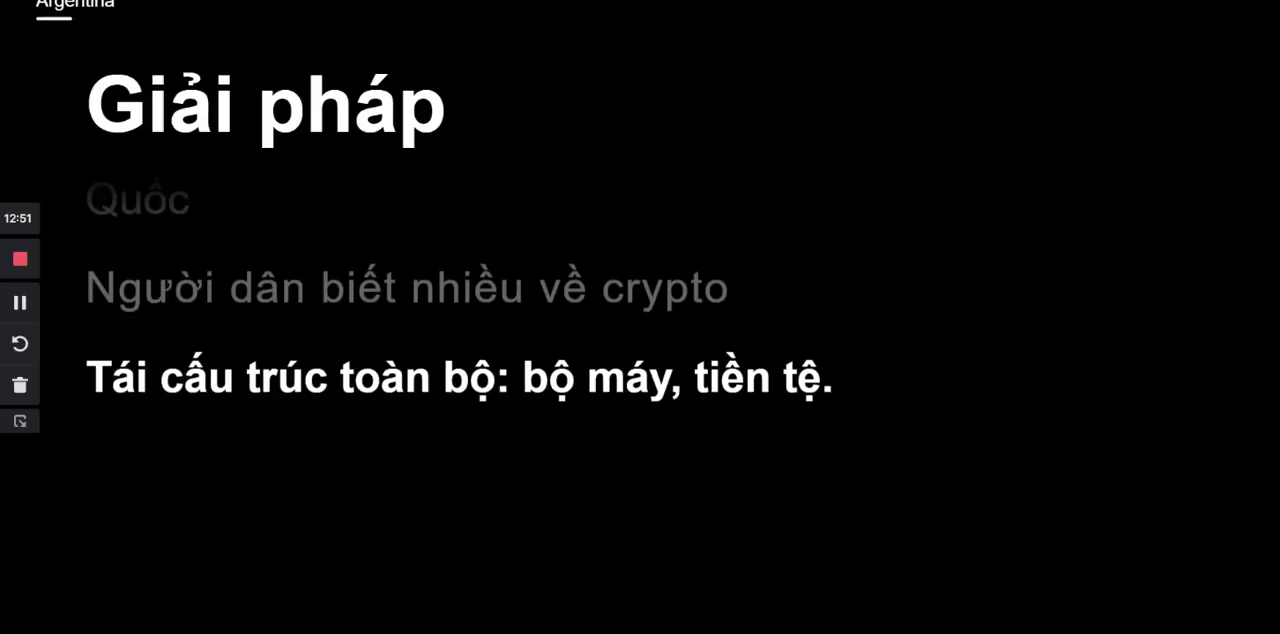 Argentina
Giải pháp
Quốc
12:51
Người dân biết nhiều về crypto
Tái cấu trúc toàn bộ: bộ máy, tiền tệ.